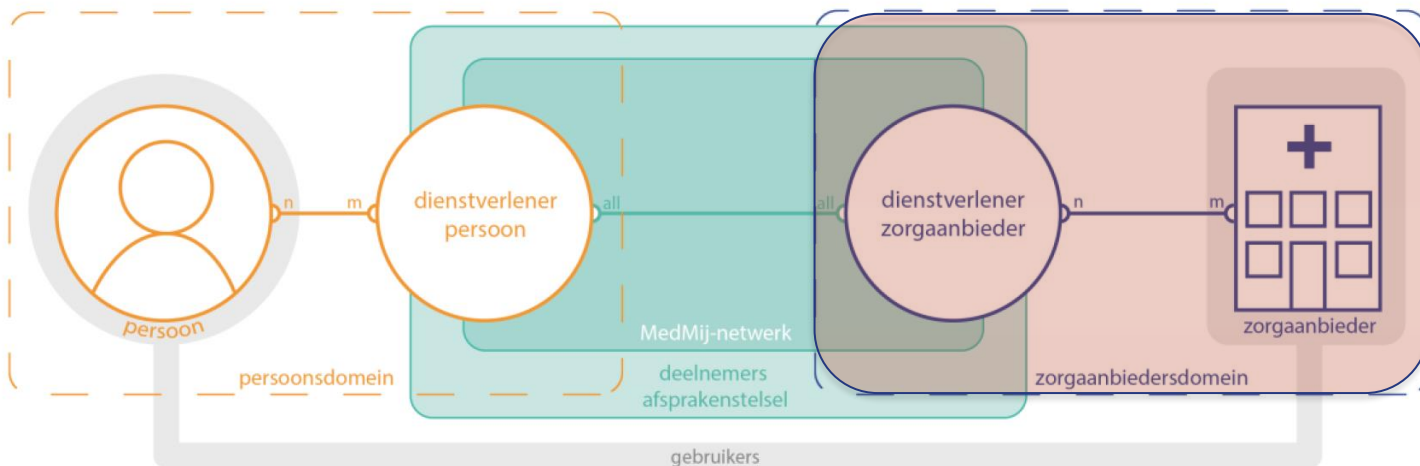 n
m
dienstverlener
persoon
all
all
dienstverlener
zorgaanbieder
n
m
persoon
MedMij-netwerk
zorgaanbieder
persoonsdomein
deelnemers
afsprakenstelsel
zorgaanbiedersdomein
gebruikers